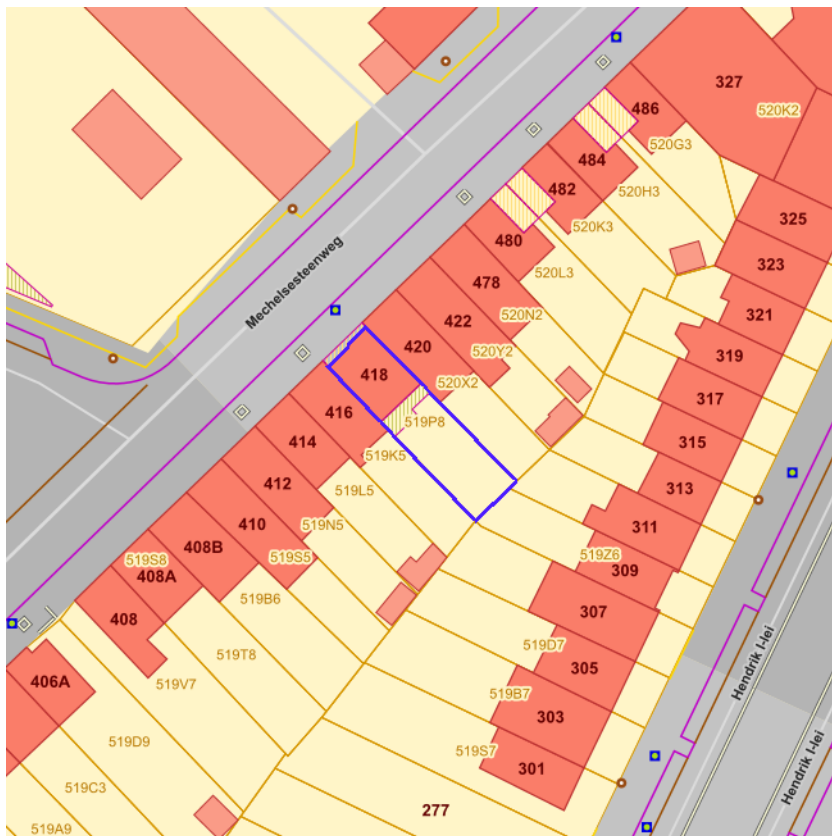 327
520K2
486
520G3
484
520H3
482
520K3
325
480
520L3
323
Mechelsesteenweg
478
321
422
520N2
420
520Y2
319
418
520X2
317
416
519P8
315
414
519K5
412
519L5
313
410
519N5
311
408B
519S5
519Z6
519S8
408A
309
519B6
408
307
519T8
519D7
519V7
305
Hendrik I-lei
406A
519B7
303
519D9
519S7
301
Hendrik I-lei
519C3
277
519A9